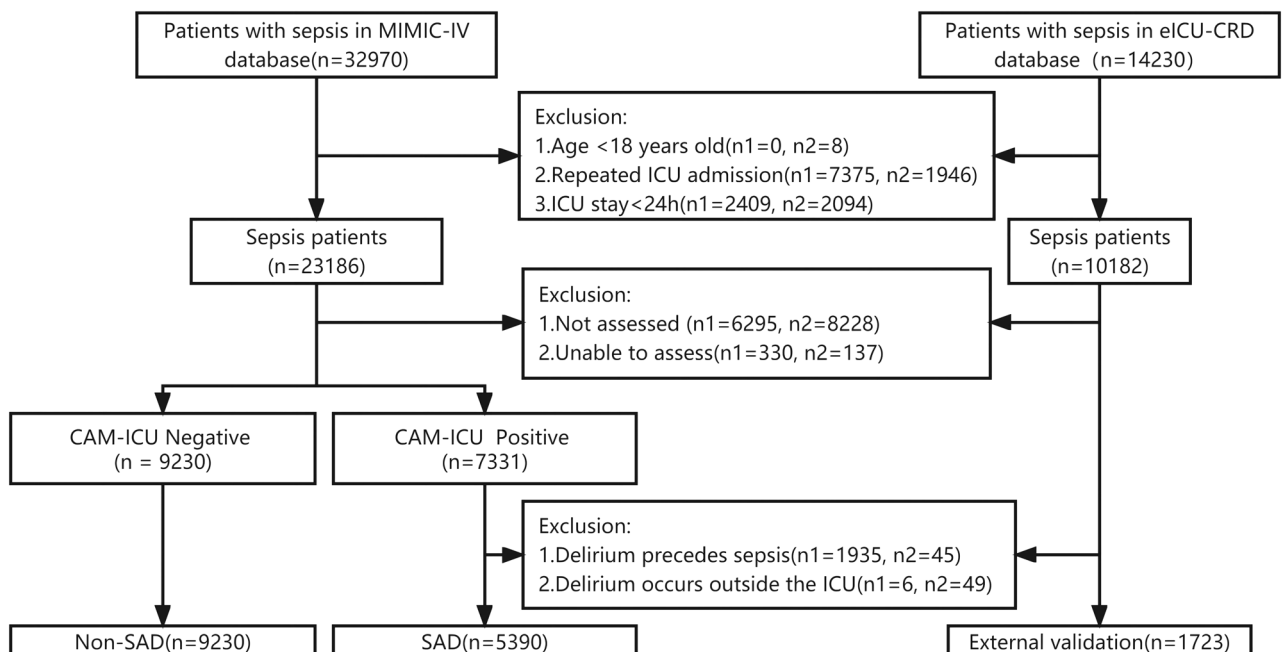 Patients with sepsis in MIMIC-IV
database(n=32970)
Patients with sepsis in eICU-CRD
database (n=14230)
Exclusion:
1.Age <18 years old(n1=0, n2=8)
2.Repeated ICU admission(n1=7375, n2=1946)
3.ICU stay<24h(n1=2409, n2=2094)
Sepsis patients
(n=23186)
Sepsis patients
(n=10182)
Exclusion:
1.Not assessed (n1=6295, n2=8228)
2.Unable to assess(n1=330, n2=137)
CAM-ICU Negative
(n = 9230)
CAM-ICU Positive
(n=7331)
Exclusion:
1.Delirium precedes sepsis(n1=1935, n2=45)
2.Delirium occurs outside the ICU(n1=6, n2=49)
Non-SAD(n=9230)
SAD(n=5390)
External validation(n=1723)